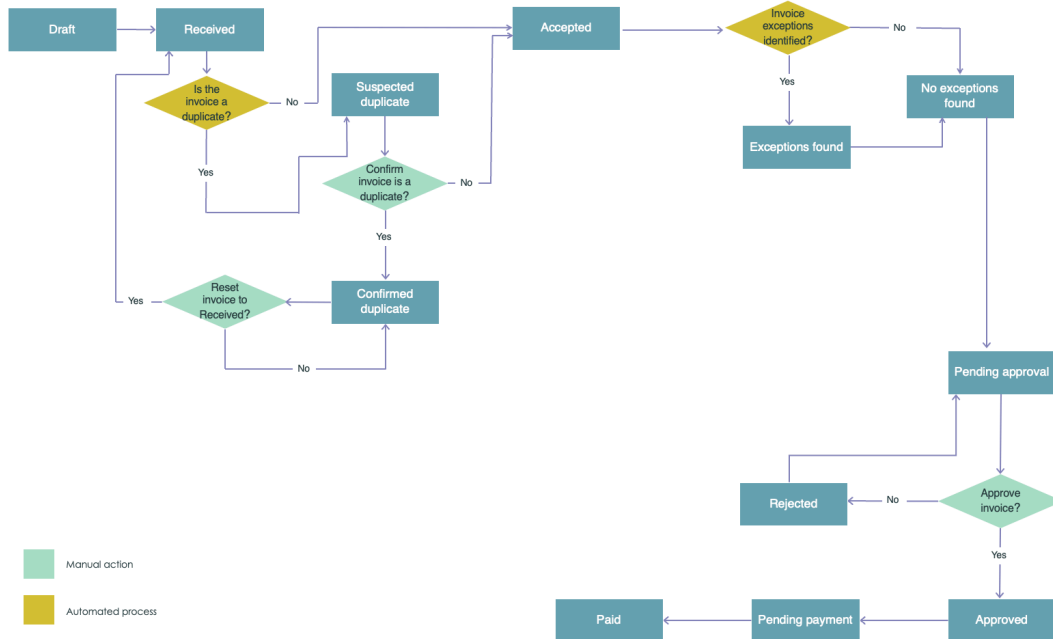 Draft
Received
Accepted
Invoice
exceptions
identified?
No
Yes
Is the
invoice a
duplicate?
No
Yes
Suspected
duplicate
No exceptions
found
Exceptions found
Confirm
invoice is a
duplicate?
No
Yes
Reset
invoice to
Received?
Yes
No
Confirmed
duplicate
Pending approval
Approve
invoice?
No
Rejected
Yes
Approved
Pending payment
Paid
Manual action
Automated process